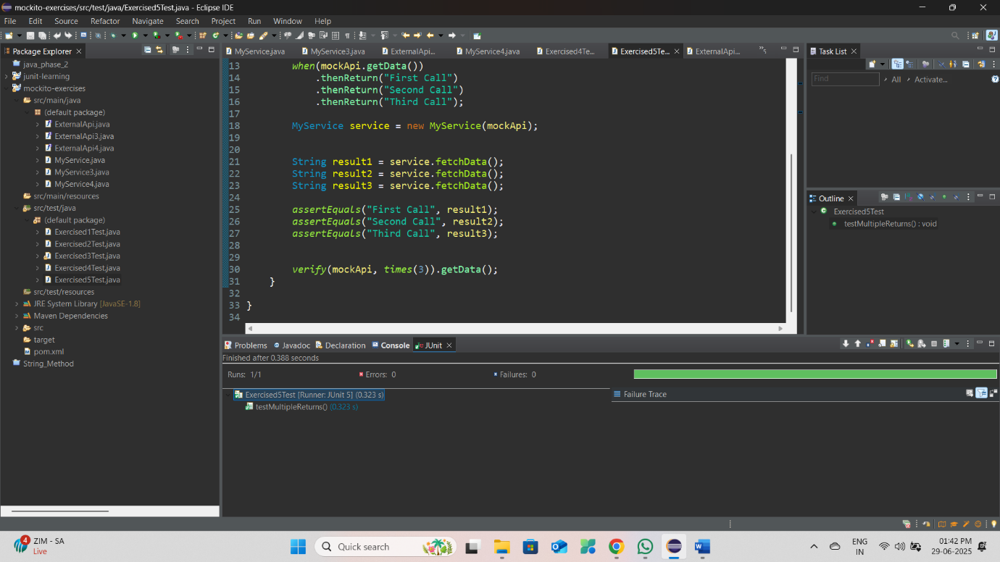 mockito-exercises/src/test/java/Exercised5Test.java - Eclipse IDE
File Edit Source Refactor Navigate Search Project Run Window Help
Package Explorer
java_phase_2
junit-learning
mockito-exercises
src/main/java
(default package)
ExternalApi.java
ExternalApi3.java
ExternalApi4.java
MyService.java
MyService3.java
MyService4.java
src/main/resources
src/test/java
(default package)
Exercised1Test.java
Exercised2Test.java
Exercised3Test.java
Exercised4Test.java
Exercised5Test.java
src/test/resources
JRE System Library [JavaSE-1.8]
Maven Dependencies
src
target
pom.xml
String_Method
MyService.java MyService3.java ExternalApi... MyService4.java Exercised4Te... Exercised5Te... ExternalApi... »5
13 when(mockApi.getData())
14 .thenReturn("First Call")
15 .thenReturn("Second Call")
16 .thenReturn("Third Call");
17
18 MyService service = new MyService(mockApi);
19
20
21 String result1 = service.fetchData();
22 String result2 = service.fetchData();
23 String result3 = service.fetchData();
24
25 assertEquals("First Call", result1);
26 assertEquals("Second Call", result2);
27 assertEquals("Third Call", result3);
28
29
30 verify(mockApi, times(3)).getData();
31 }
32
33 }
34
Task List
Find All Activate...
Outline
Exercised5Test
testMultipleReturns() : void
Problems Javadoc Declaration Console JUnit
Finished after 0.388 seconds
Runs: 1/1 Errors: 0 Failures: 0
Exercised5Test [Runner: JUnit 5] (0.323 s)
testMultipleReturns() (0.323 s)
Failure Trace
4
ZIM - SA
Live
Quick search
ENG
IN
01:42 PM
29-06-2025